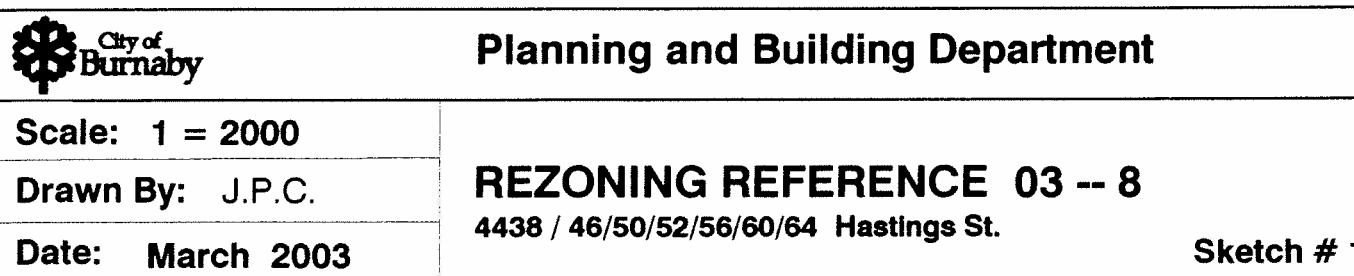 City of
Burnaby
Planning and Building Department
Scale: 1 = 2000
Drawn By: J.P.C.
Date: March 2003
REZONING REFERENCE 03 -- 8
4438 / 46/50/52/56/60/64 Hastings St.
Sketch #